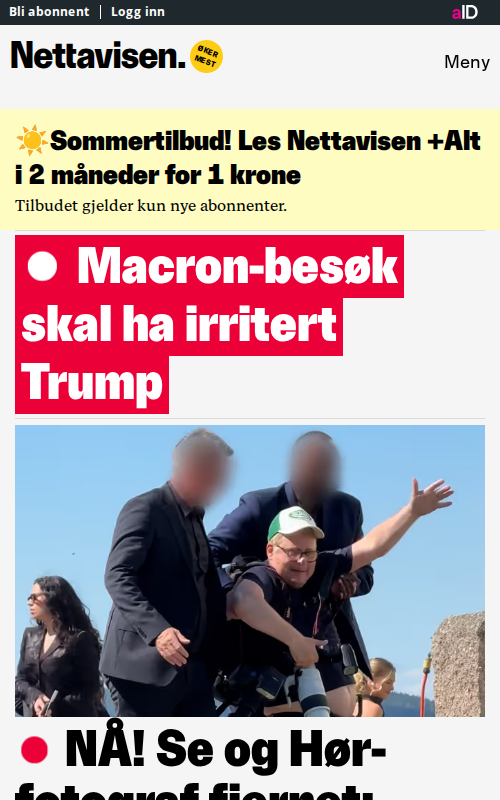 Bli abonnent | Logg inn
aID
Nettavisen.
ØKER
MEST
Meny
☀️Sommertilbud! Les Nettavisen +Alt
i 2 måneder for 1 krone
Tilbudet gjelder kun nye abonnenter.
Macron-besøk
skal ha irritert
Trump
NÅ! Se og Hør-
fotograf fjernet: